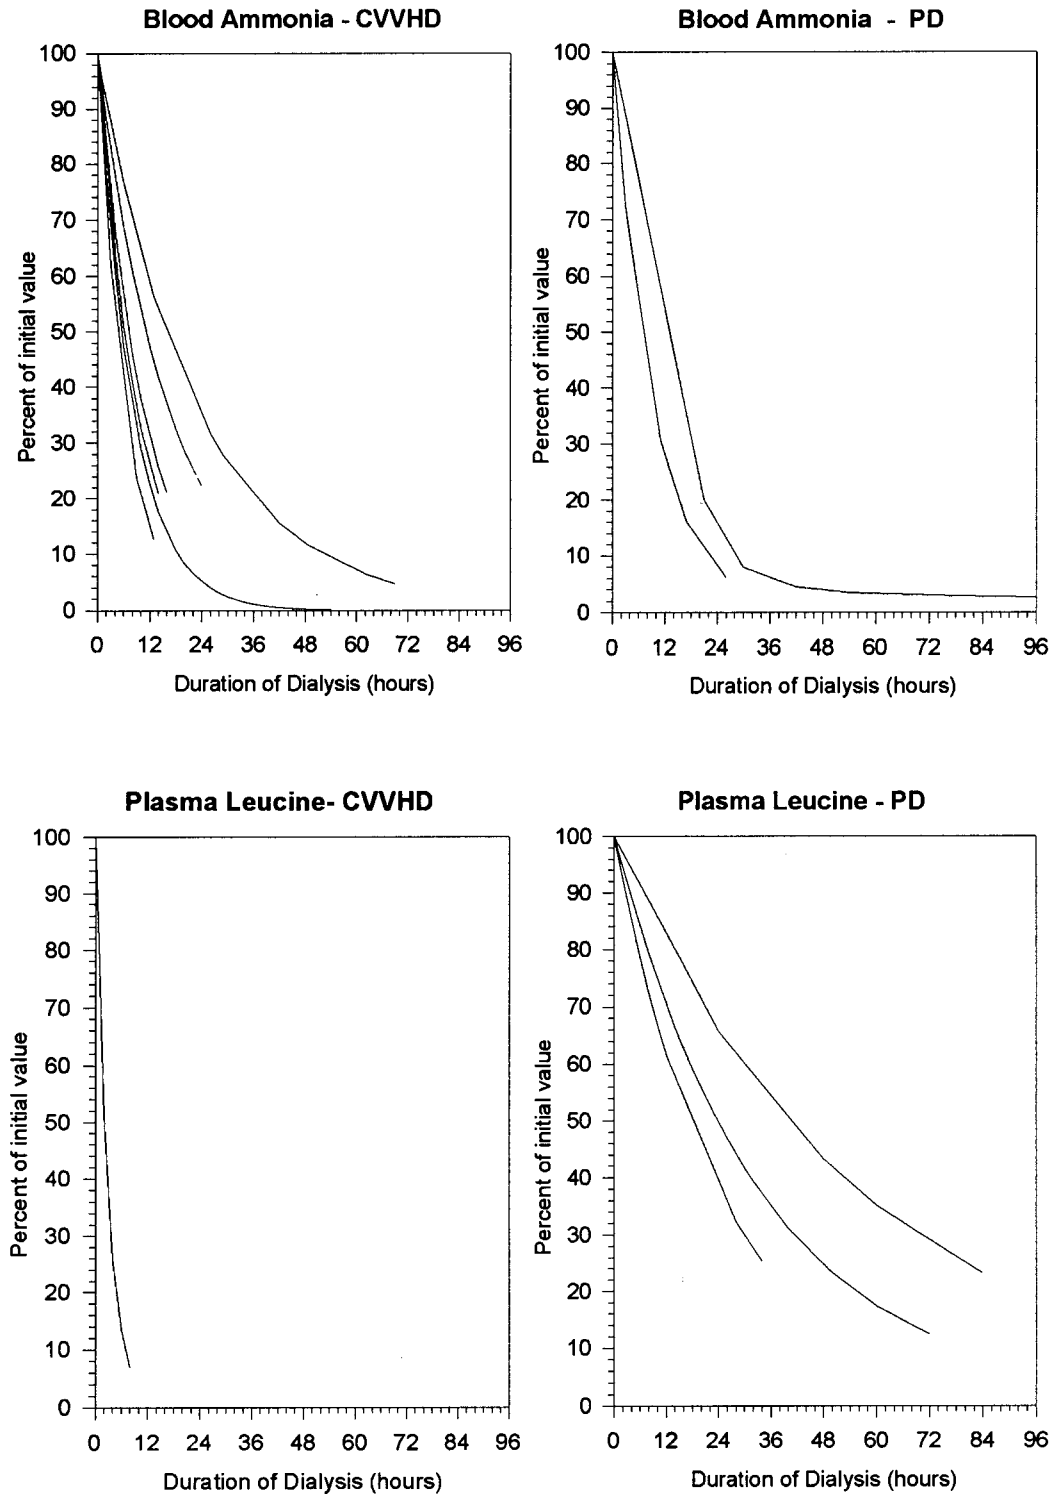 Blood Ammonia - CVVHD
100
90
80
70
60
50
40
30
20
10
0
Percent of initial value
0 12 24 36 48 60 72 84 96
Duration of Dialysis (hours)
Blood Ammonia - PD
100
90
80
70
60
50
40
30
20
10
0
Percent of initial value
0 12 24 36 48 60 72 84 96
Duration of Dialysis (hours)
Plasma Leucine- CVVHD
100
90
80
70
60
50
40
30
20
10
0
Percent of initial value
0 12 24 36 48 60 72 84 96
Duration of Dialysis (hours)
Plasma Leucine - PD
100
90
80
70
60
50
40
30
20
10
0
Percent of initial value
0 12 24 36 48 60 72 84 96
Duration of Dialysis (hours)